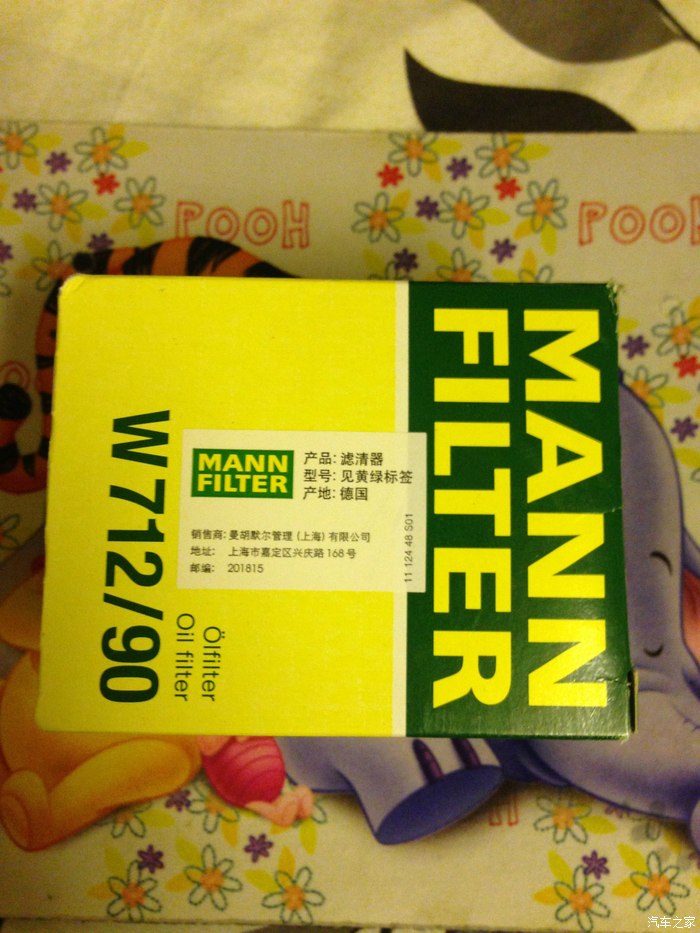 POOH
POOH
MANN
FILTER
W 712/90
Ölfilter
Oil filter
MANN
FILTER
产品: 滤清器
型号: 见黄绿标签
产地: 德国
销售商: 曼胡默尔管理 (上海) 有限公司
地址: 上海市嘉定区兴庆路 168 号
邮编: 201815
11 124 48 S01
汽车之家